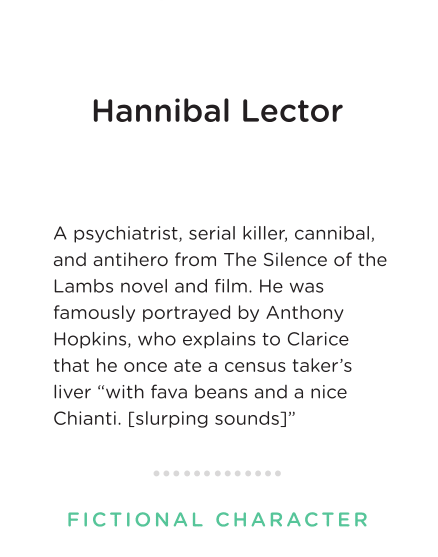 Hannibal Lector
A psychiatrist, serial killer, cannibal,
and antihero from The Silence of the
Lambs novel and film. He was
famously portrayed by Anthony
Hopkins, who explains to Clarice
that he once ate a census taker’s
liver “with fava beans and a nice
Chianti. [slurping sounds]”
FICTIONAL CHARACTER